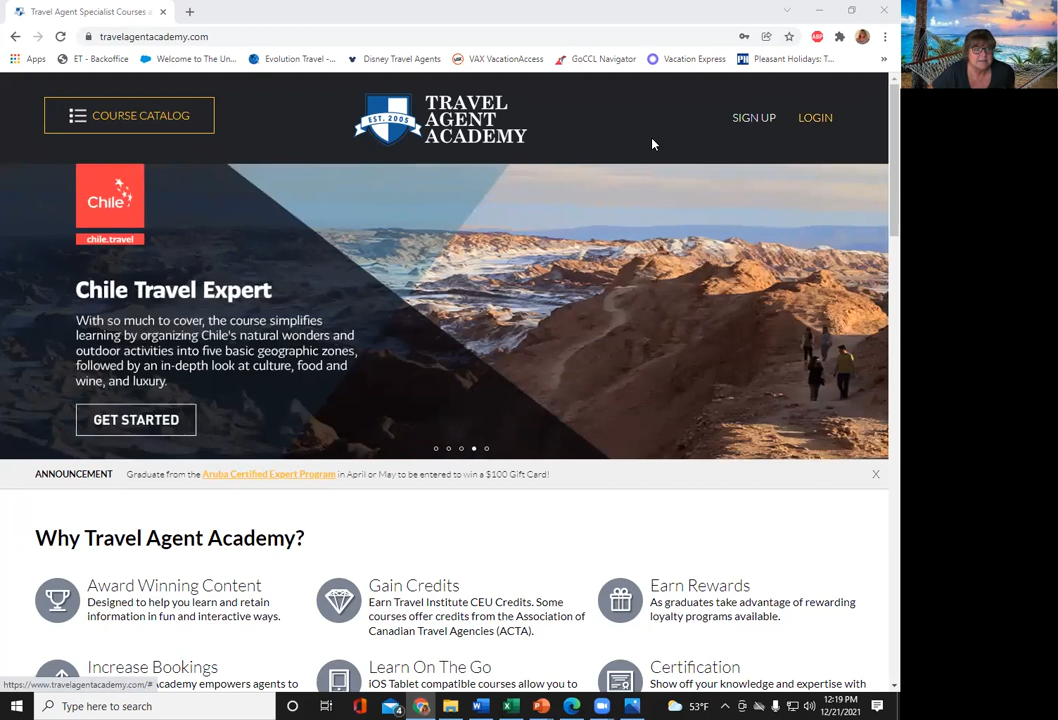 Travel Agent Specialist Courses a
travelagentacademy.com
ABP
Apps
ET - Backoffice
Welcome to The Un...
Evolution Travel -...
Disney Travel Agents
VAX VacationAccess
GoCCL Navigator
Vacation Express
PH
Pleasant Holidays: T...
»
COURSE CATALOG
EST. 2005
TRAVEL
AGENT
ACADEMY
SIGN UP
LOGIN
Chile
chile.travel
Chile Travel Expert
With so much to cover, the course simplifies
learning by organizing Chile's natural wonders and
outdoor activities into five basic geographic zones,
followed by an in-depth look at culture, food and
wine, and luxury.
GET STARTED
ANNOUNCEMENT
Graduate from the Aruba Certified Expert Program in April or May to be entered to win a $100 Gift Card!
X
Why Travel Agent Academy?
Award Winning Content
Designed to help you learn and retain
information in fun and interactive ways.
Gain Credits
Earn Travel Institute CEU Credits. Some
courses offer credits from the Association of
Canadian Travel Agencies (ACTA).
Earn Rewards
As graduates take advantage of rewarding
loyalty programs available.
Increase Bookings
cademy empowers agents to
Learn On The Go
iOS Tablet compatible courses allow you to
Certification
Show off your knowledge and expertise with
https://www.travelagentacademy.com/#
Type here to search
4
53°F
12:19 PM
12/21/2021